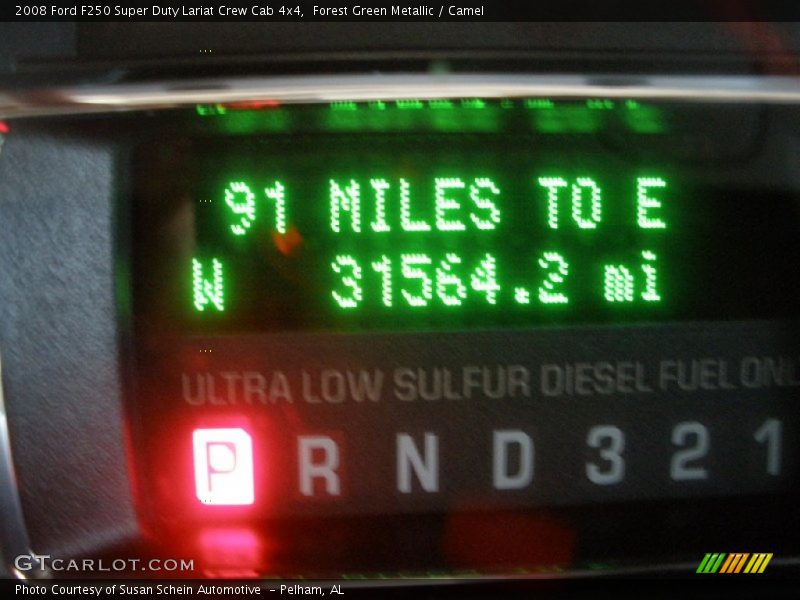 2008 Ford F250 Super Duty Lariat Crew Cab 4x4,  Forest Green Metallic / Camel
91 MILES TO E
W 31564.2 mi
ULTRA LOW SULFUR DIESEL FUEL ONL
P R N D 3 2 1
GTCARLOT.COM
Photo Courtesy of Susan Schein Automotive  - Pelham, AL